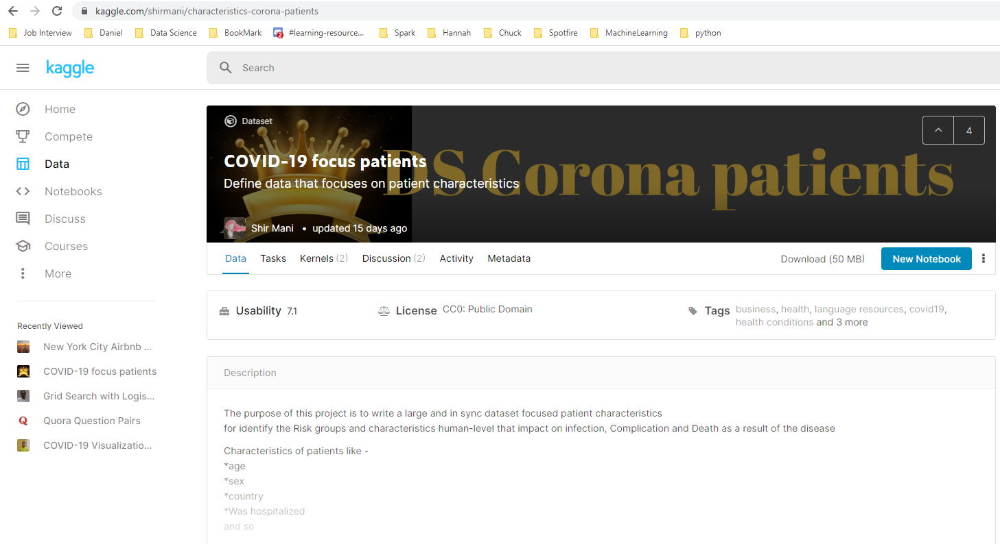 kaggle.com/shirmani/characteristics-corona-patients
Job Interview Daniel Data Science BookMark #learning-resource... Spark Hannah Chuck Spotfire MachineLearning python
2
kaggle
Search
Home
Compete
Data
Notebooks
Discuss
Courses
More
Recently Viewed
New York City Airbnb ...
COVID-19 focus patients
Grid Search with Logis...
Q Quora Question Pairs
COVID-19 Visualizatio...
Dataset
4
DS Corona patients
COVID-19 focus patients
Define data that focuses on patient characteristics
Shir Mani • updated 15 days ago
Data Tasks Kernels (2) Discussion (2) Activity Metadata Download (50 MB) New Notebook
Usability 7.1 License CC0: Public Domain Tags business, health, language resources, covid19,
health conditions and 3 more
Description
The purpose of this project is to write a large and in sync dataset focused patient characteristics
for identify the Risk groups and characteristics human-level that impact on infection, Complication and Death as a result of the disease
Characteristics of patients like -
*age
*sex
*country
*Was hospitalized
and so